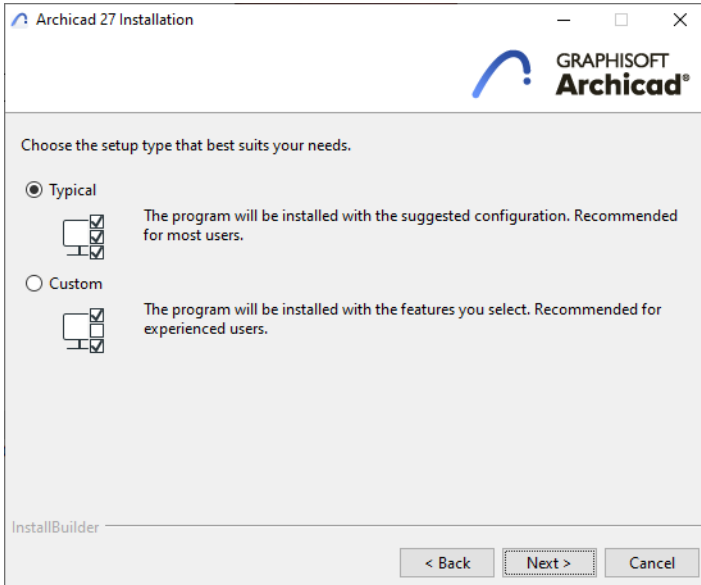 Archicad 27 Installation
GRAPHISOFT
Archicad®
Choose the setup type that best suits your needs.
Typical
The program will be installed with the suggested configuration. Recommended
for most users.
Custom
The program will be installed with the features you select. Recommended for
experienced users.
InstallBuilder
< Back Next > Cancel